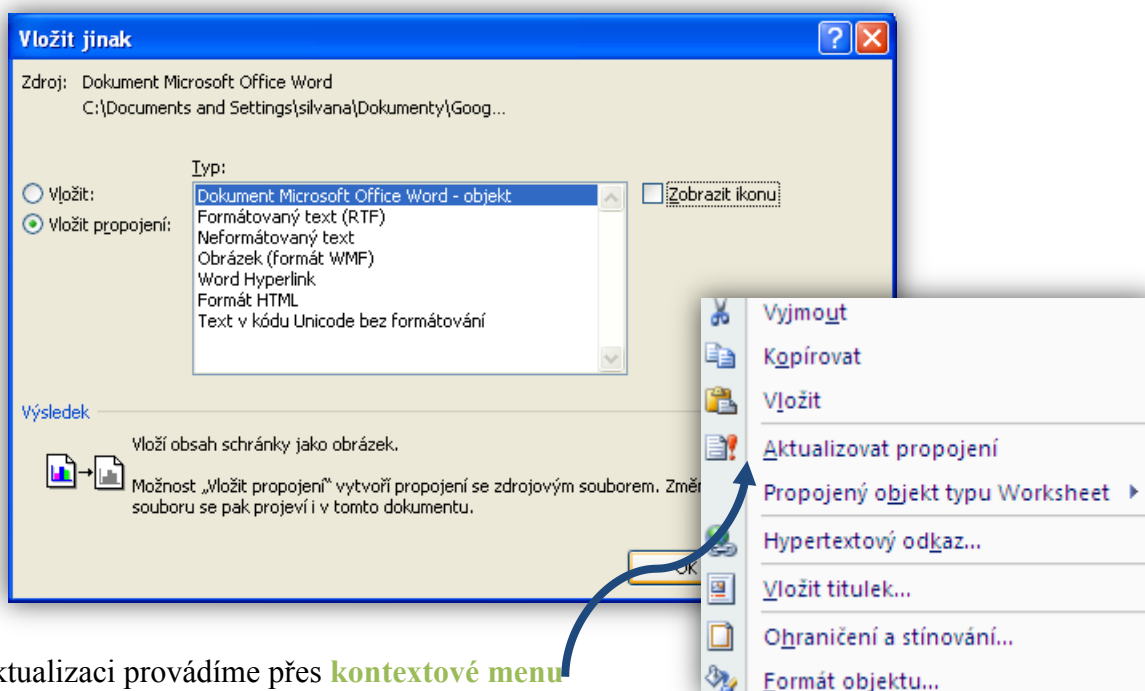 Vložit jinak
Zdroj: Dokument Microsoft Office Word
C:\Documents and Settings\silvana\Dokumenty\Goog...
Typ:
Vložit:
Vložit propojení:
Dokument Microsoft Office Word - objekt
Formátovaný text (RTF)
Neformátovaný text
Obrázek (formát WMF)
Word Hyperlink
Formát HTML
Text v kódu Unicode bez formátování
Zobrazit ikonu
Výsledek
Vloží obsah schránky jako obrázek.
Možnost „Vložit propojení" vytvoří propojení se zdrojovým souborem. Změn
souboru se pak projeví i v tomto dokumentu.
OK
Vyjmout
Kopírovat
Vložit
Aktualizovat propojení
Propojený objekt typu Worksheet
Hypertextový odkaz...
Vložit titulek...
Ohraničení a stínování...
Formát objektu...
ktualizaci provádíme přes kontextové menu